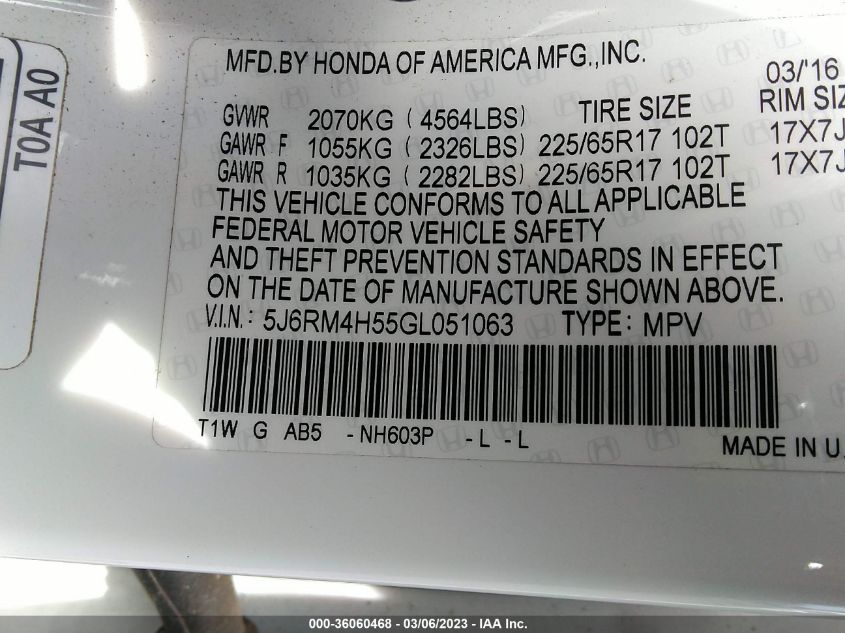 T0A A0
MFD.BY HONDA OF AMERICA MFG.,INC.
03/'16
GVWR 2070KG (4564LBS) TIRE SIZE RIM SIZ
GAWR F 1055KG (2326LBS) 225/65R17 102T 17X7J
GAWR R 1035KG (2282LBS) 225/65R17 102T 17X7J
THIS VEHICLE CONFORMS TO ALL APPLICABLE
FEDERAL MOTOR VEHICLE SAFETY
AND THEFT PREVENTION STANDARDS IN EFFECT
ON THE DATE OF MANUFACTURE SHOWN ABOVE.
V.I.N.: 5J6RM4H55GL051063 TYPE: MPV
T1W G AB5 -NH603P -L -L
MADE IN U.
000-36060468 - 03/06/2023 - IAA Inc.